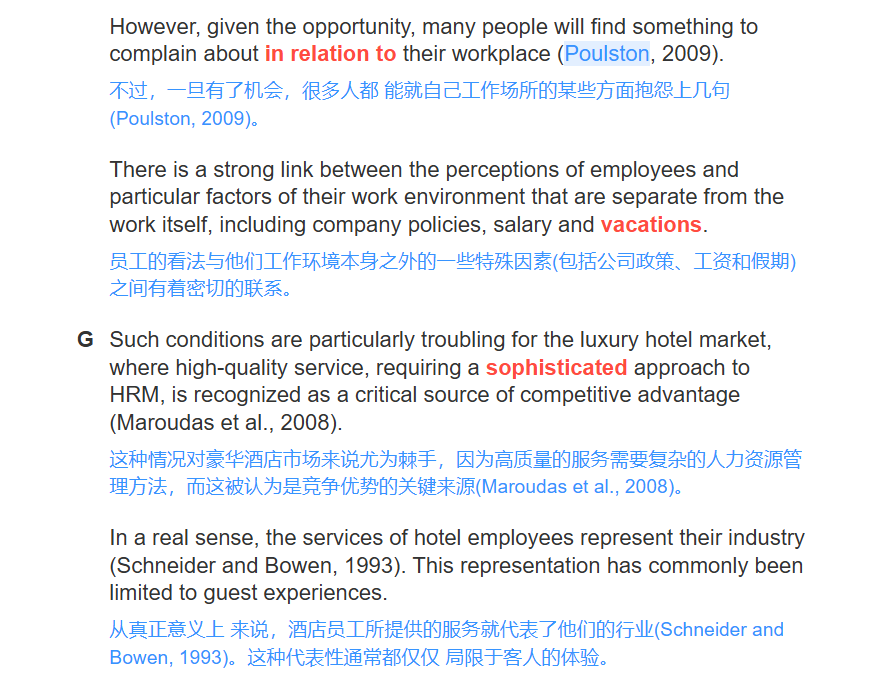 However, given the opportunity, many people will find something to
complain about in relation to their workplace (Poulston, 2009).
不过，一旦有了机会，很多人都 能就自己工作场所的某些方面抱怨上几句
(Poulston, 2009)。
There is a strong link between the perceptions of employees and
particular factors of their work environment that are separate from the
work itself, including company policies, salary and vacations.
员工的看法与他们工作环境本身之外的一些特殊因素(包括公司政策、工资和假期)
之间有着密切的联系。
G Such conditions are particularly troubling for the luxury hotel market,
where high-quality service, requiring a sophisticated approach to
HRM, is recognized as a critical source of competitive advantage
(Maroudas et al., 2008).
这种情况对豪华酒店市场来说尤为棘手，因为高质量的服务需要复杂的人力资源管
理方法，而这被认为是竞争优势的关键来源(Maroudas et al., 2008)。
In a real sense, the services of hotel employees represent their industry
(Schneider and Bowen, 1993). This representation has commonly been
limited to guest experiences.
从真正意义上 来说，酒店员工所提供的服务就代表了他们的行业(Schneider and
Bowen, 1993)。这种代表性通常都仅仅 局限于客人的体验。